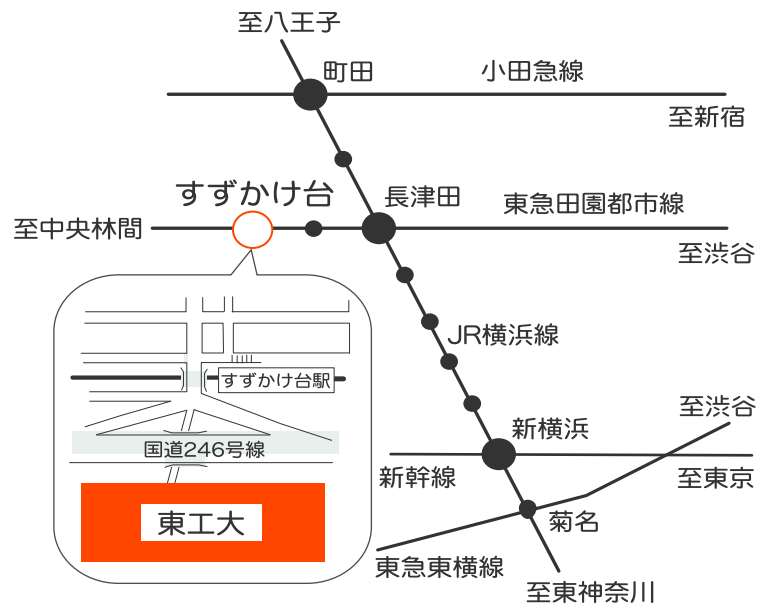 至八王子
町田
小田急線
至新宿
すずかけ台
長津田
東急田園都市線
至中央林間
至渋谷
JR横浜線
すずかけ台駅
至渋谷
新横浜
国道246号線
新幹線
至東京
東工大
菊名
東急東横線
至東神奈川